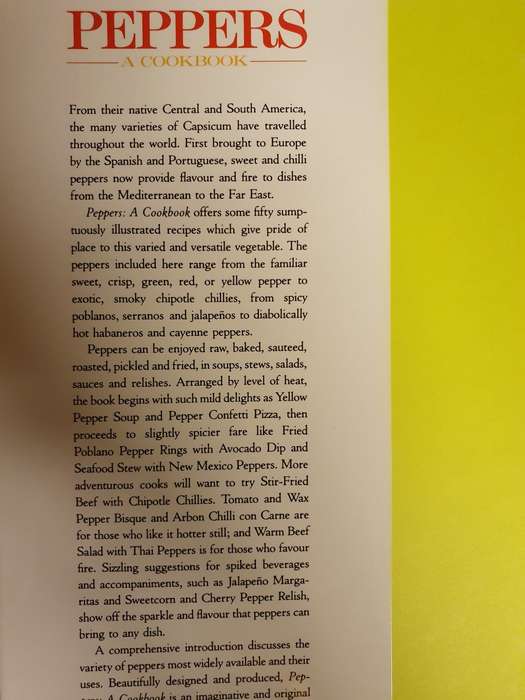 PEPPERS
A COOKBOOK
From their native Central and South America,
the many varieties of Capsicum have travelled
throughout the world. First brought to Europe
by the Spanish and Portuguese, sweet and chilli
peppers now provide flavour and fire to dishes
from the Mediterranean to the Far East.
Peppers: A Cookbook offers some fifty sump-
tuously illustrated recipes which give pride of
place to this varied and versatile vegetable. The
peppers included here range from the familiar
sweet, crisp, green, red, or yellow pepper to
exotic, smoky chipotle chillies, from spicy
poblanos, serranos and jalapeños to diabolically
hot habaneros and cayenne peppers.
Peppers can be enjoyed raw, baked, sauteed,
roasted, pickled and fried, in soups, stews, salads,
sauces and relishes. Arranged by level of heat,
the book begins with such mild delights as Yellow
Pepper Soup and Pepper Confetti Pizza, then
proceeds to slightly spicier fare like Fried
Poblano Pepper Rings with Avocado Dip and
Seafood Stew with New Mexico Peppers. More
adventurous cooks will want to try Stir-Fried
Beef with Chipotle Chillies. Tomato and Wax
Pepper Bisque and Arbon Chilli con Carne are
for those who like it hotter still; and Warm Beef
Salad with Thai Peppers is for those who favour
fire. Sizzling suggestions for spiked beverages
and accompaniments, such as Jalapeño Marga-
ritas and Sweetcorn and Cherry Pepper Relish,
show off the sparkle and flavour that peppers can
bring to any dish.
A comprehensive introduction discusses the
variety of peppers most widely available and their
uses. Beautifully designed and produced, Pep-
pers: A Cookbook is an imaginative and original